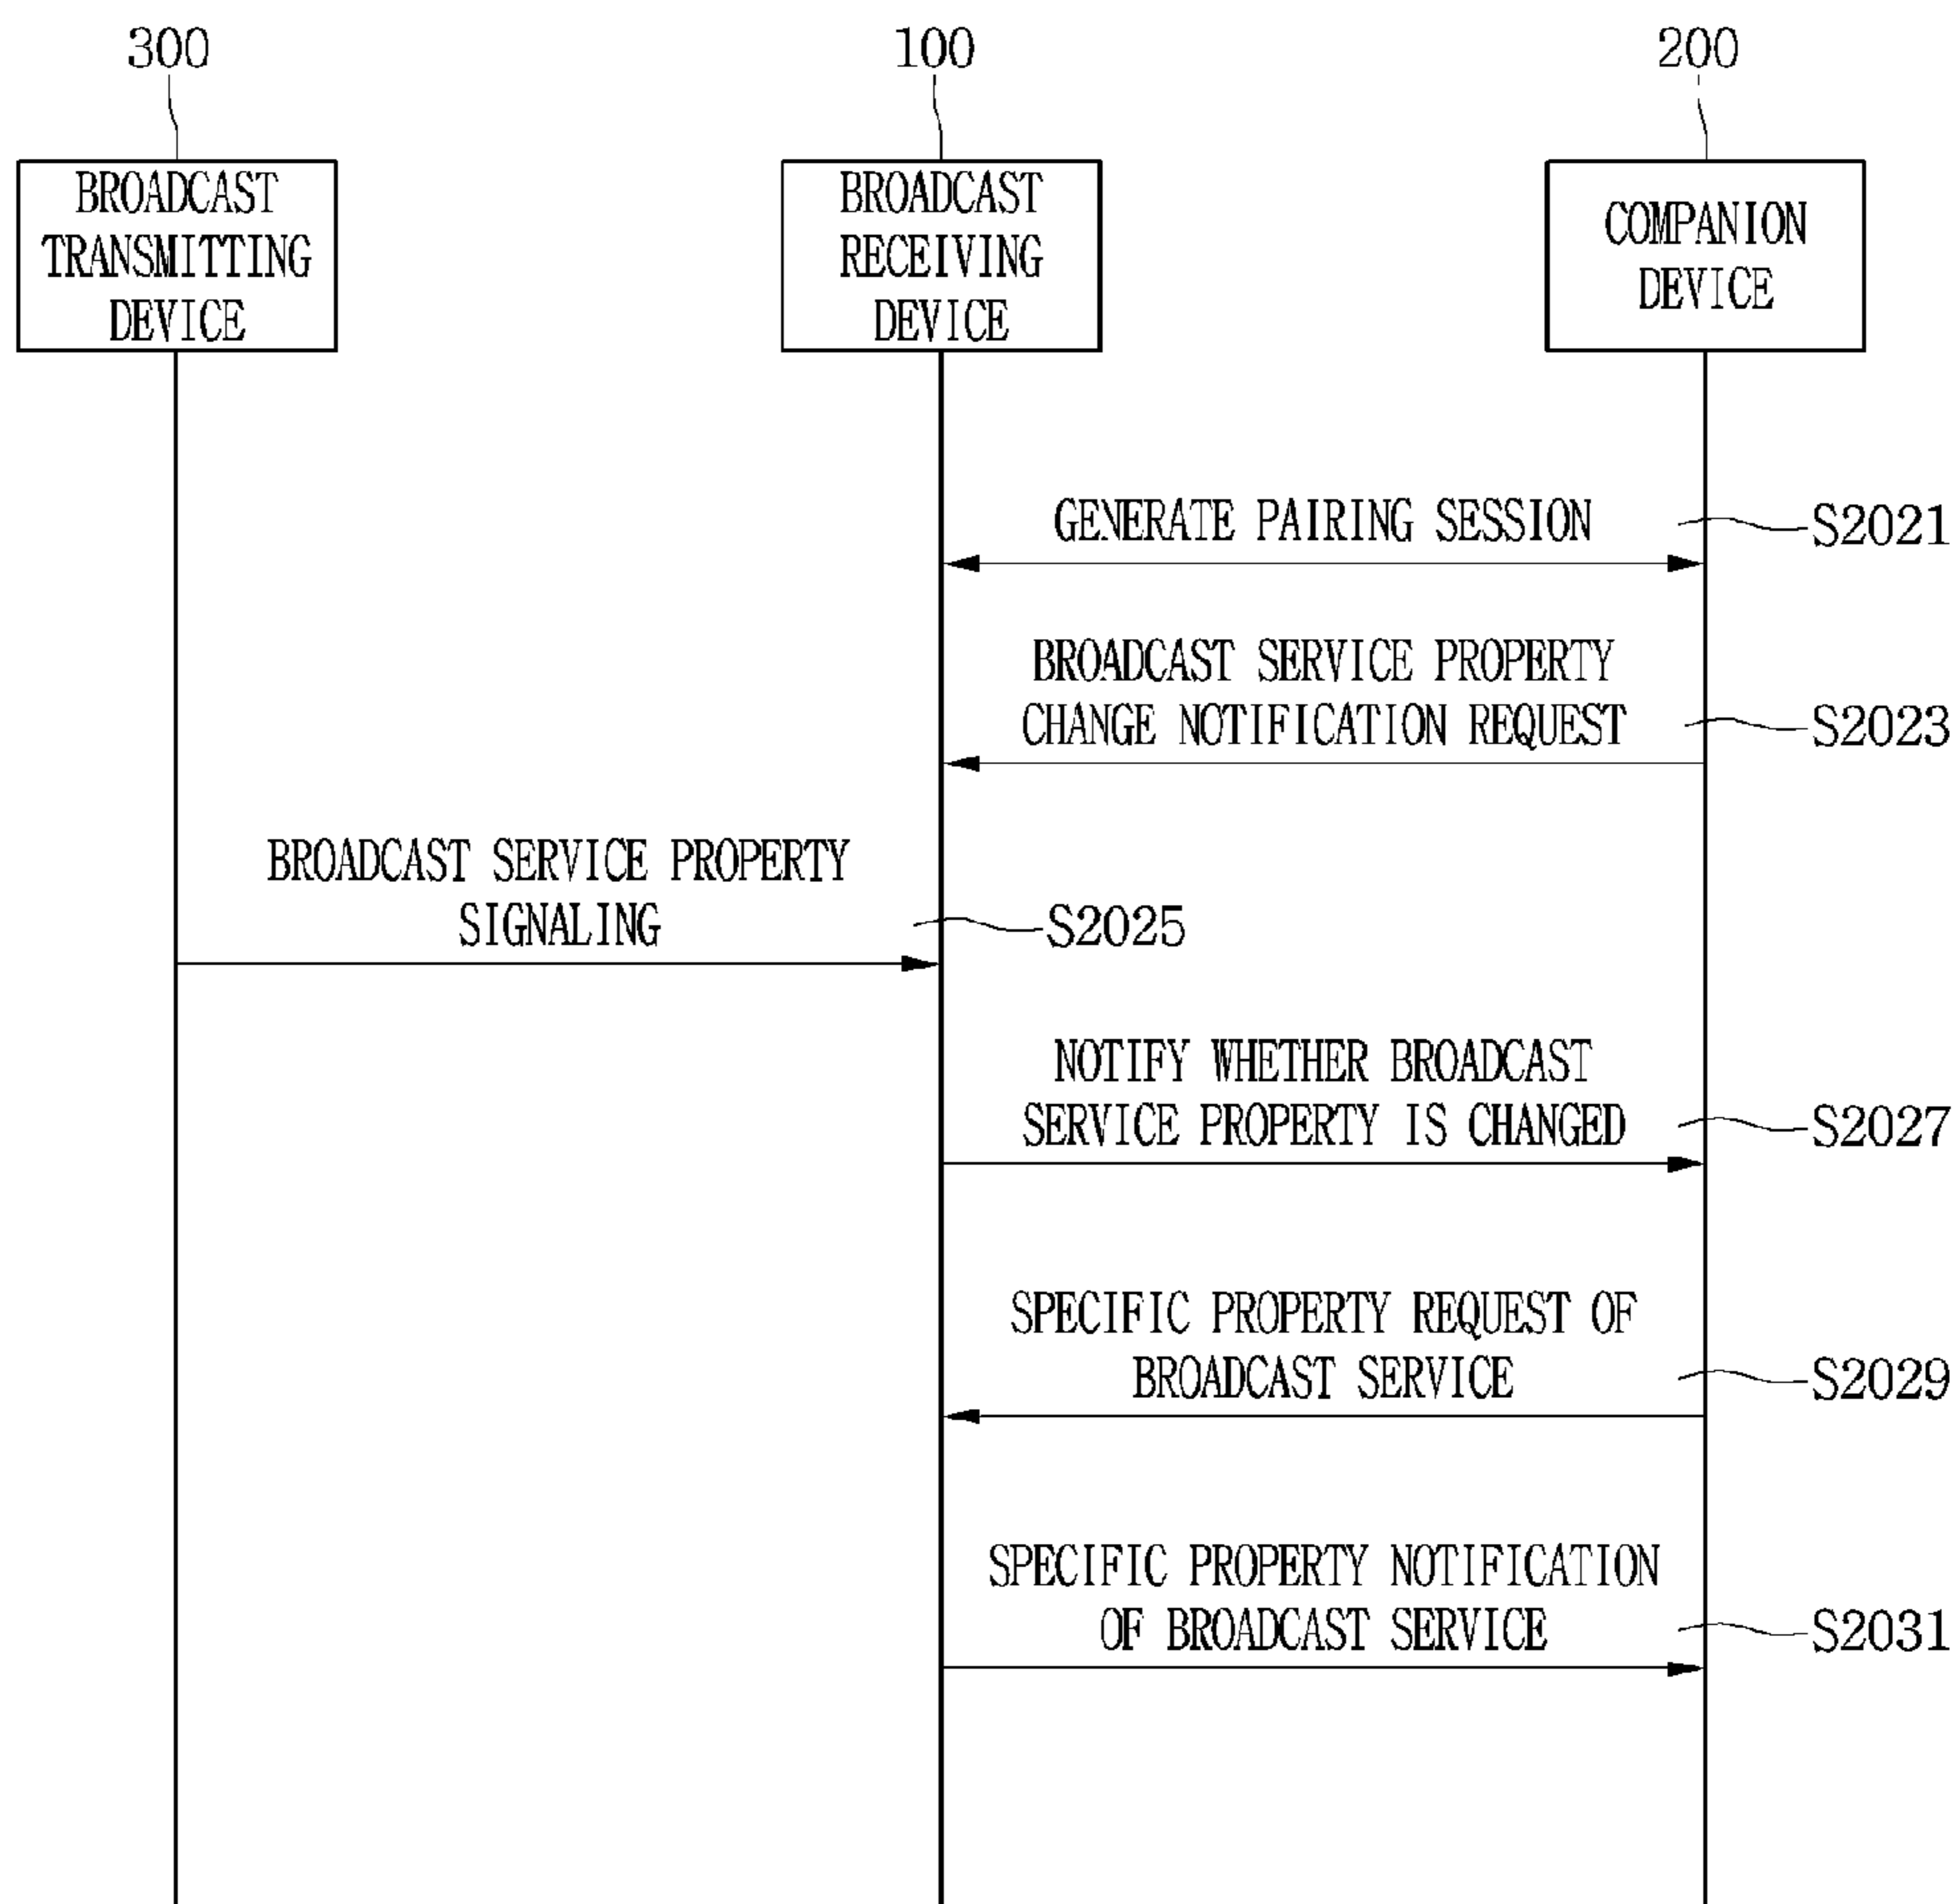 300
100
200
BROADCAST
TRANSMITTING
DEVICE
BROADCAST
RECEIVING
DEVICE
COMPANION
DEVICE
GENERATE PAIRING SESSION
S2021
BROADCAST SERVICE PROPERTY
CHANGE NOTIFICATION REQUEST
S2023
BROADCAST SERVICE PROPERTY
SIGNALING
S2025
NOTIFY WHETHER BROADCAST
SERVICE PROPERTY IS CHANGED
S2027
SPECIFIC PROPERTY REQUEST OF
BROADCAST SERVICE
S2029
SPECIFIC PROPERTY NOTIFICATION
OF BROADCAST SERVICE
S2031